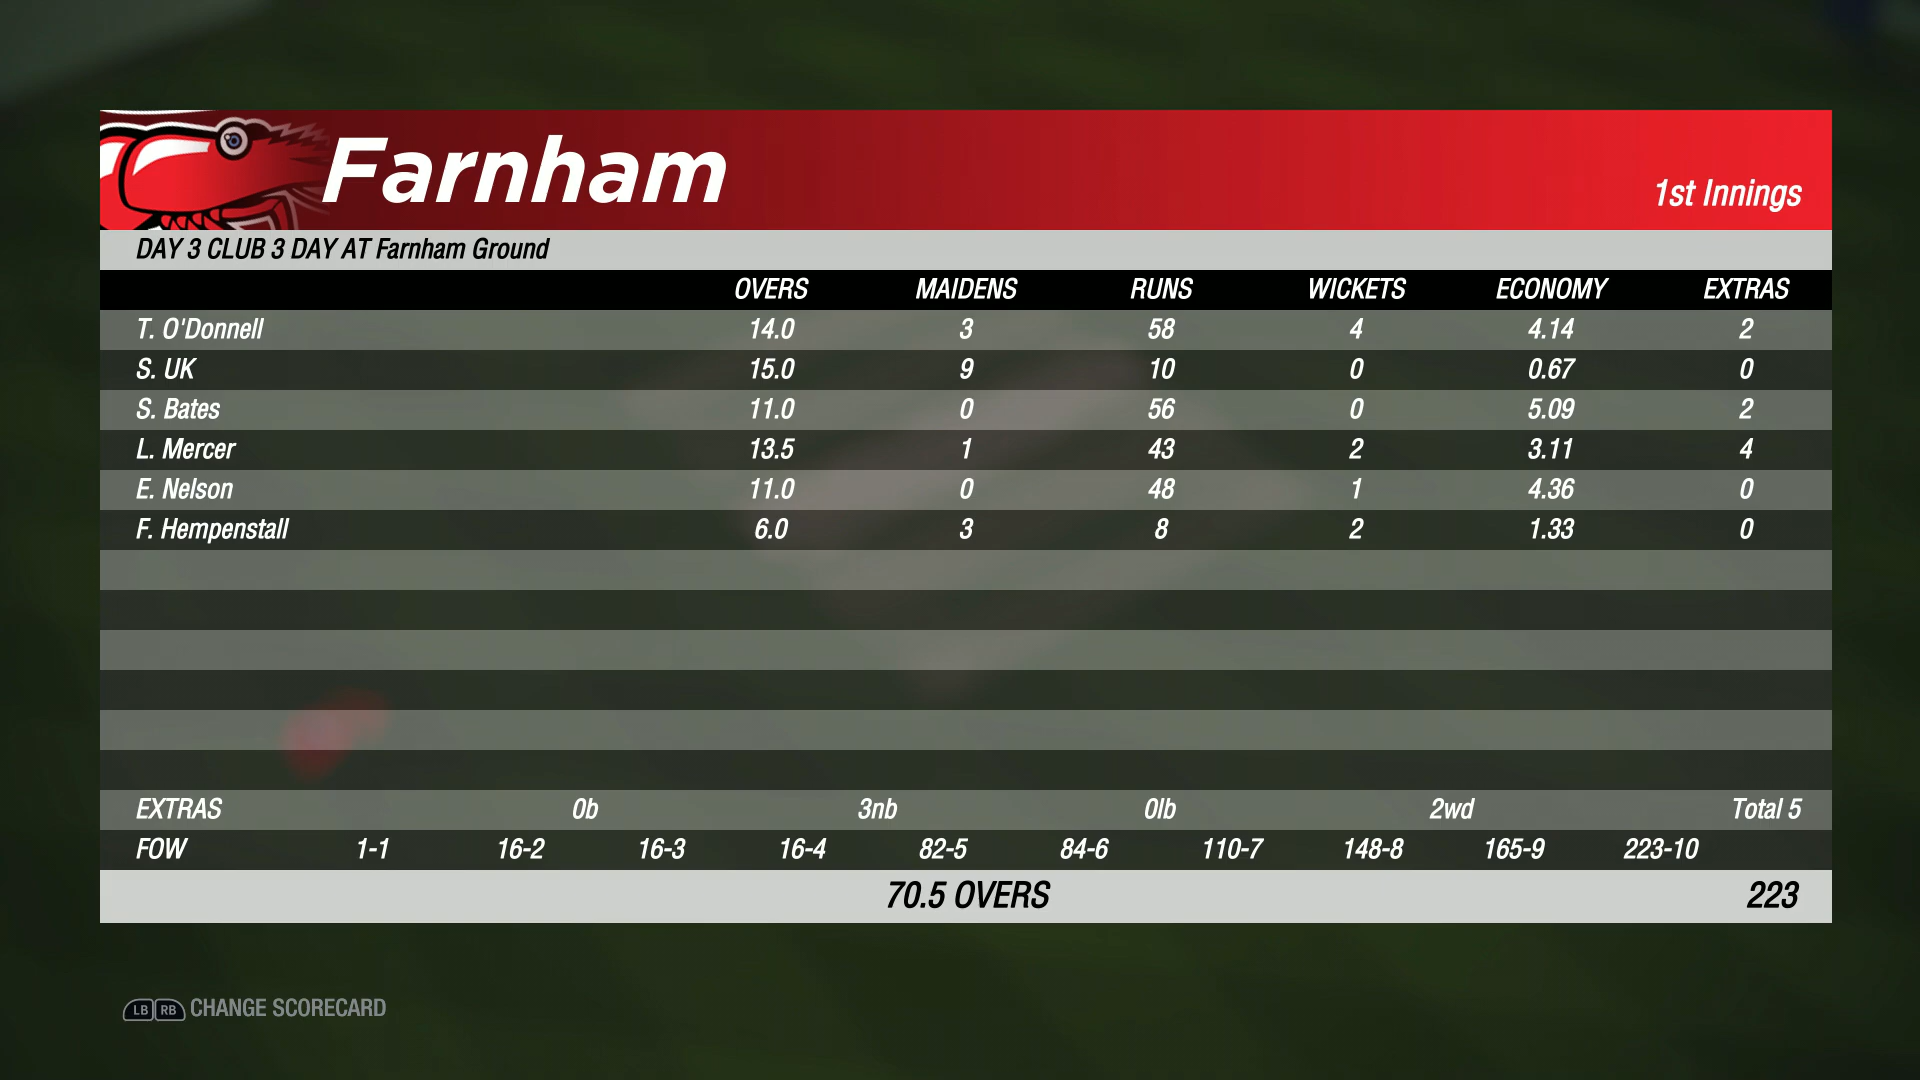 Farnham
1st Innings
DAY 3 CLUB 3 DAY AT Farnham Ground
OVERS MAIDENS RUNS WICKETS ECONOMY EXTRAS
T. O'Donnell 14.0 3 58 4 4.14 2
S. UK 15.0 9 10 0 0.67 0
S. Bates 11.0 0 56 0 5.09 2
L. Mercer 13.5 1 43 2 3.11 4
E. Nelson 11.0 0 48 1 4.36 0
F. Hempenstall 6.0 3 8 2 1.33 0
EXTRAS 0b 3nb 0lb 2wd Total 5
FOW 1-1 16-2 16-3 16-4 82-5 84-6 110-7 148-8 165-9 223-10
70.5 OVERS 223
LB RB CHANGE SCORECARD